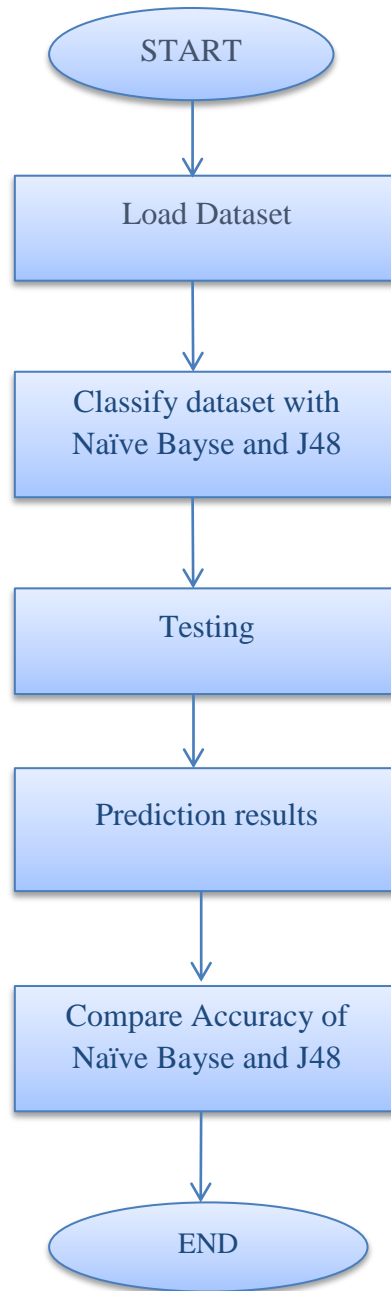 START
Load Dataset
Classify dataset with
Naïve Bayse and J48
Testing
Prediction results
Compare Accuracy of
Naïve Bayse and J48
END